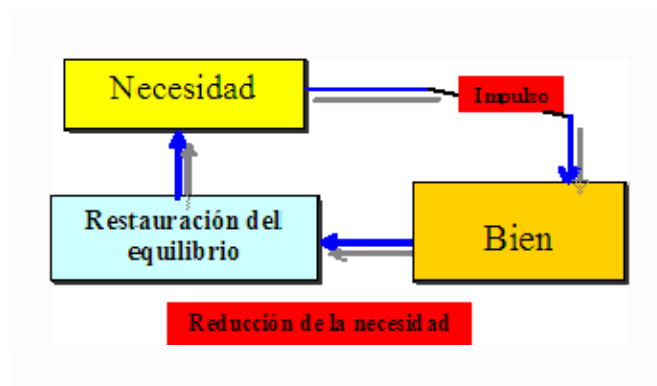 Necesidad
Impulso
Restauración del
equilibrio
Bien
Reducción de la necesidad